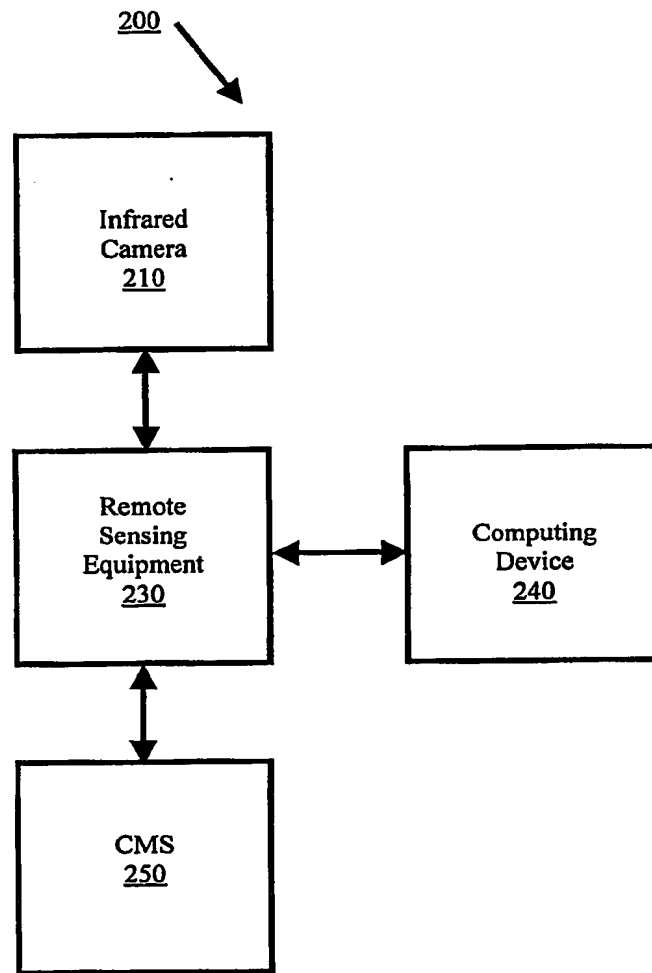 200
Infrared
Camera
210
Remote
Sensing
Equipment
230
Computing
Device
240
CMS
250